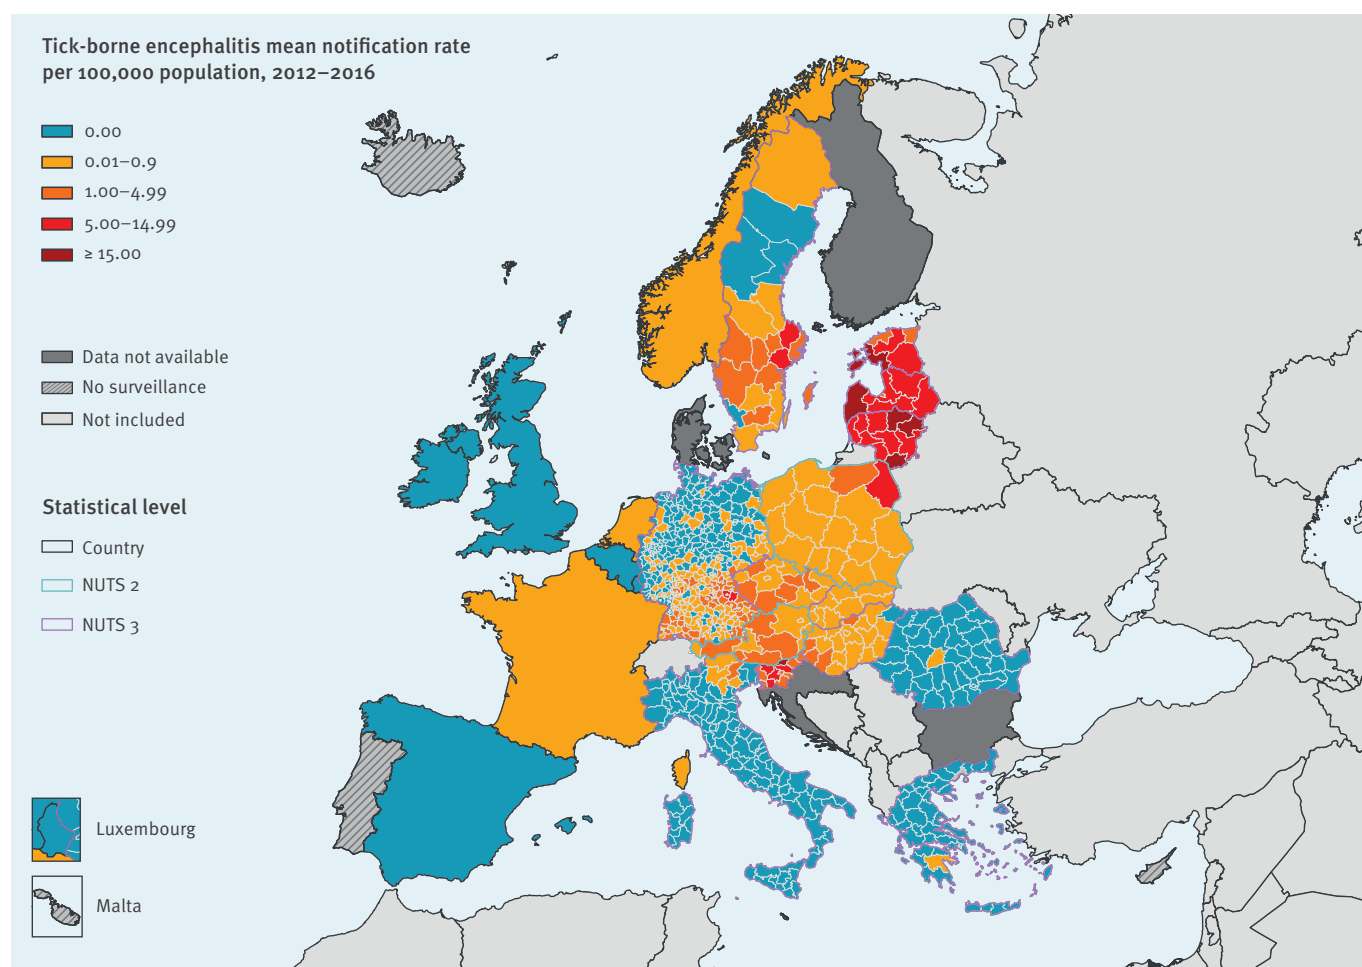 Tick-borne encephalitis mean notification rate
per 100,000 population, 2012–2016
0.00
0.01–0.9
1.00–4.99
5.00–14.99
≥ 15.00
Data not available
No surveillance
Not included
Statistical level
Country
NUTS 2
NUTS 3
Luxembourg
Malta